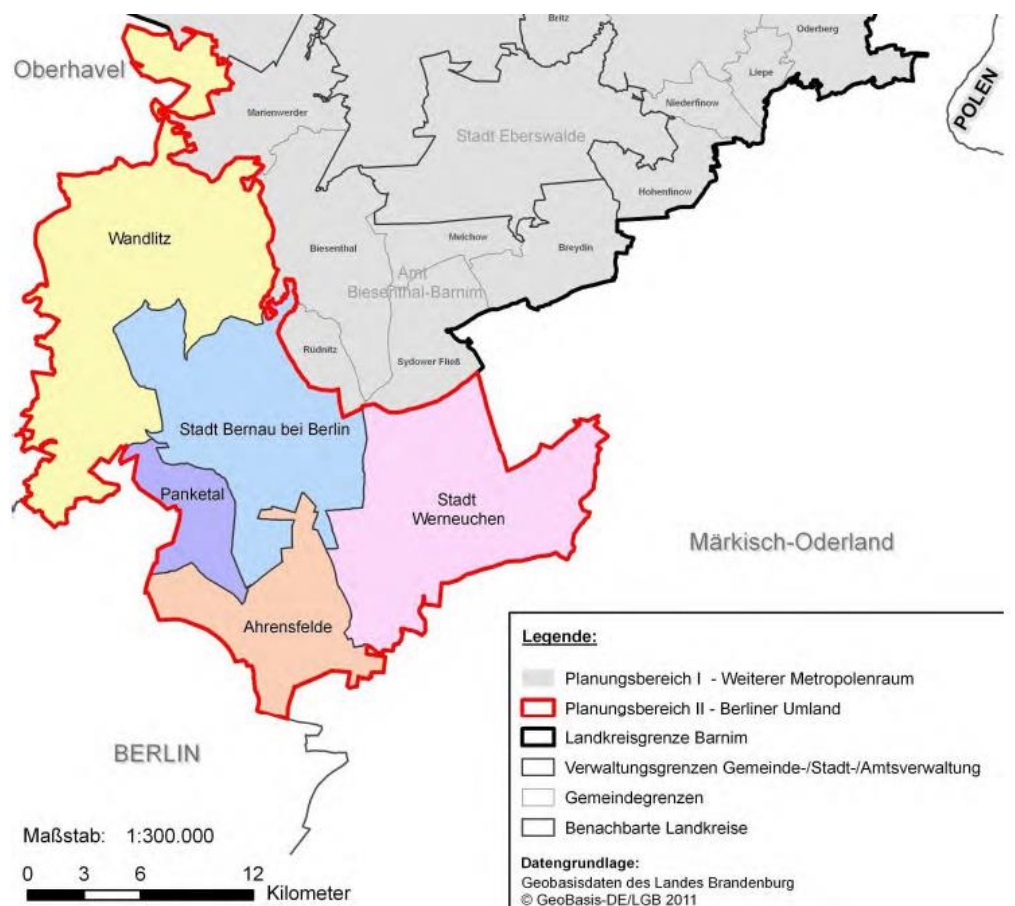 Britz
Oderberg
Oberhavel
Liepe
Marienwerder
Niederfinow
POLEN
Stadt Eberswalde
Hohenfinow
Wandlitz
Melchow
Biesenthal
Breydin
Amt
Biesenthal-Barnim
Rüdnitz
Sydower Fließ
Stadt Bernau bei Berlin
Panketal
Stadt
Werneuchen
Märkisch-Oderland
Ahrensfelde
BERLIN
Maßstab: 1:300.000
0 3 6 12
Kilometer
Legende:
Planungsbereich I - Weiterer Metropolenraum
Planungsbereich II - Berliner Umland
Landkreisgrenze Barnim
Verwaltungsgrenzen Gemeinde-/Stadt-/Amtsverwaltung
Gemeindegrenzen
Benachbarte Landkreise
Datengrundlage:
Geobasisdaten des Landes Brandenburg
© GeoBasis-DE/LGB 2011